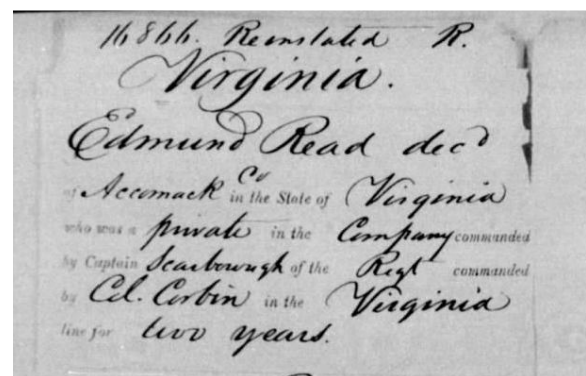 16866. Reinstated R.
Virginia.
Edmund Read decd
of Accomack Co in the State of Virginia
who was a private in the Company commanded
by Captain Scarborough of the Regt commanded
by Col. Corbin in the Virginia
line for two years.